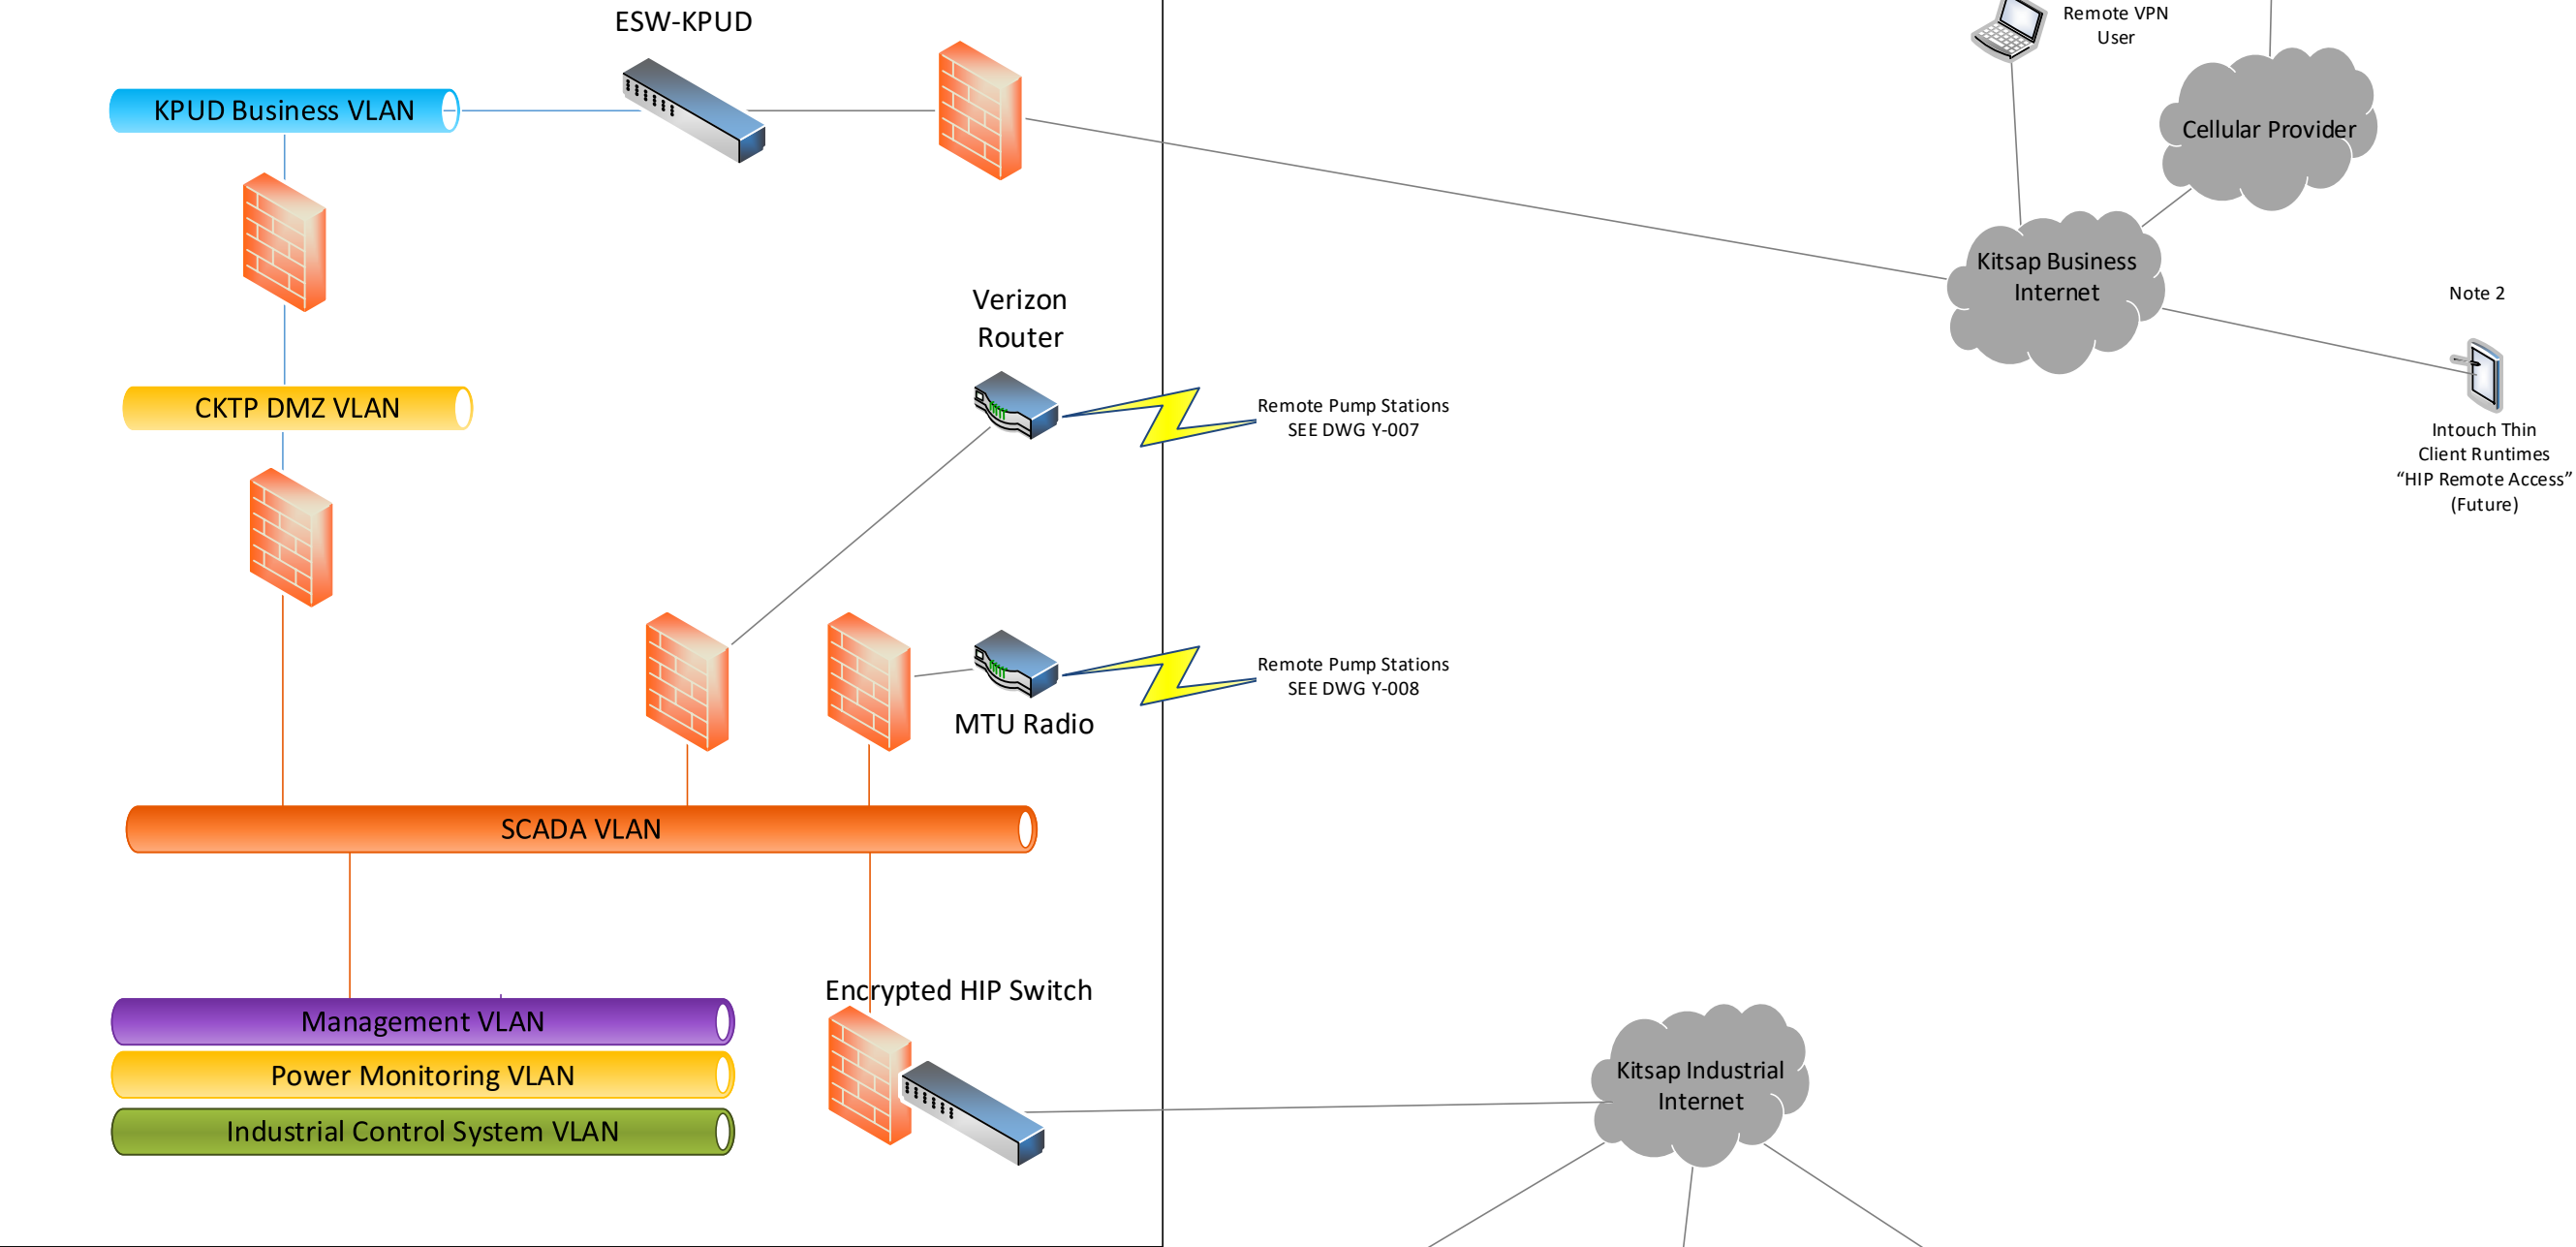 ESW-KPUD
Remote VPN
User
KPUD Business VLAN
Cellular Provider
Kitsap Business
Internet
Note 2
Verizon
Router
CKTP DMZ VLAN
Remote Pump Stations
SEE DWG Y-007
Intouch Thin
Client Runtimes
“HIP Remote Access”
(Future)
Remote Pump Stations
SEE DWG Y-008
MTU Radio
SCADA VLAN
Encrypted HIP Switch
Management VLAN
Power Monitoring VLAN
Industrial Control System VLAN
Kitsap Industrial
Internet